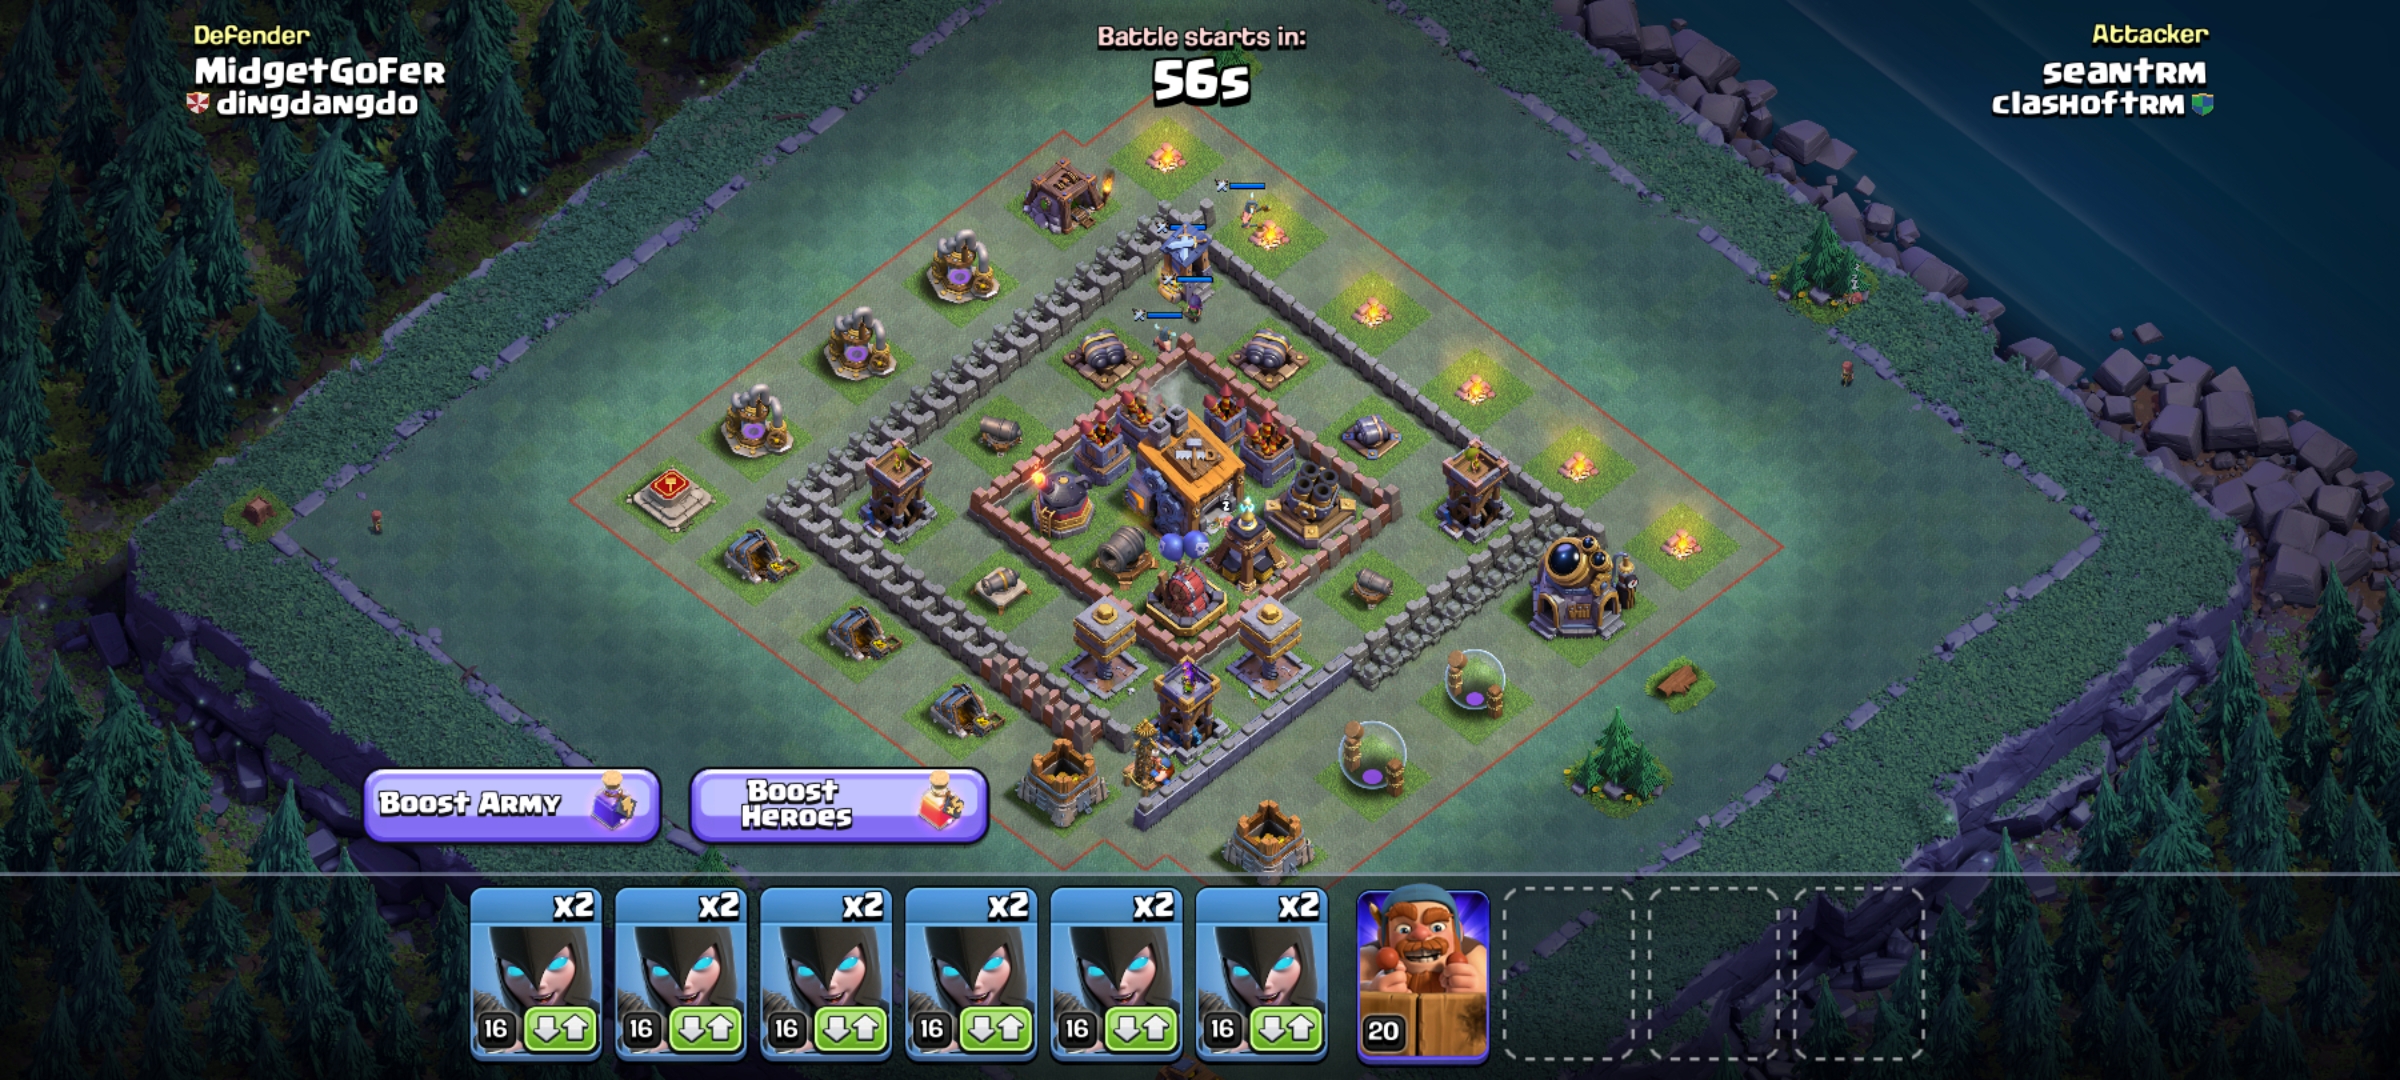 Defender
MidgetGoFer
dingdangdo
Battle starts in:
56s
Attacker
seantRM
clashoftRM
Boost Army
Boost
Heroes
x2
x2
x2
x2
x2
x2
16
16
16
16
16
16
20